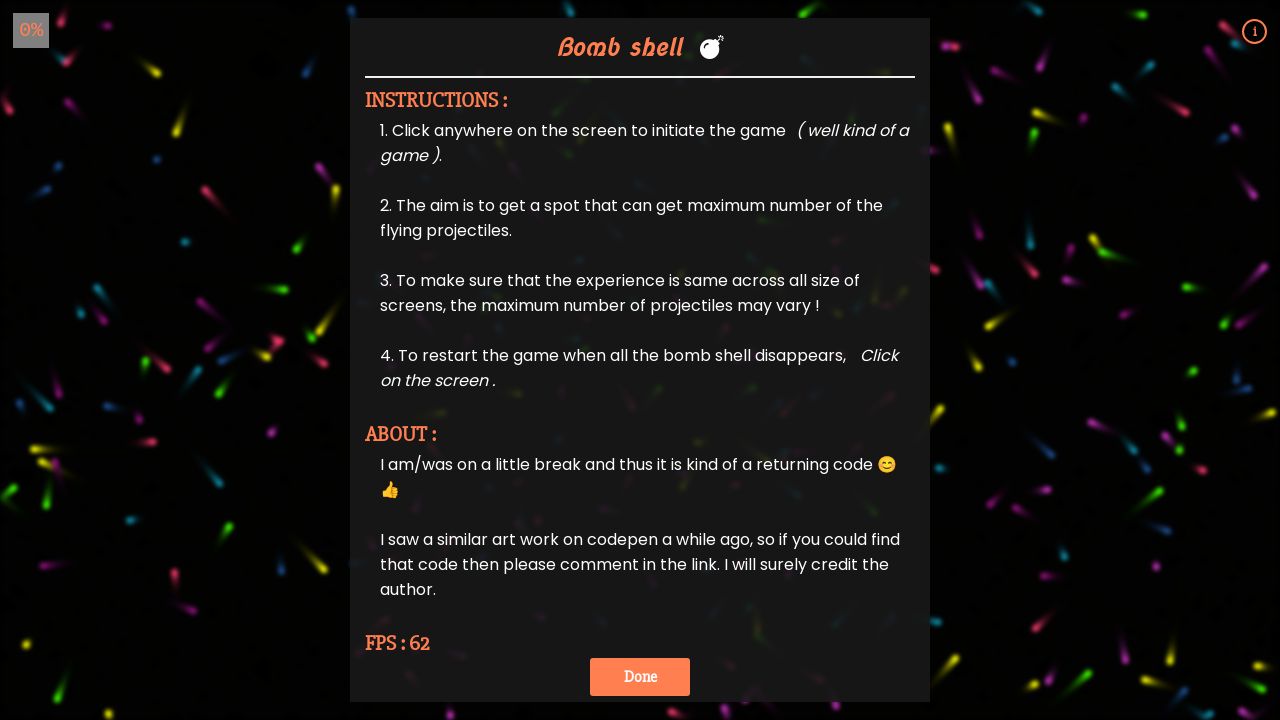 0%
i
Bomb shell 💣
INSTRUCTIONS :
1. Click anywhere on the screen to initiate the game ( well kind of a
game ).
2. The aim is to get a spot that can get maximum number of the
flying projectiles.
3. To make sure that the experience is same across all size of
screens, the maximum number of projectiles may vary !
4. To restart the game when all the bomb shell disappears, Click
on the screen .
ABOUT :
I am/was on a little break and thus it is kind of a returning code 😊
👍
I saw a similar art work on codepen a while ago, so if you could find
that code then please comment in the link. I will surely credit the
author.
FPS : 62
Done